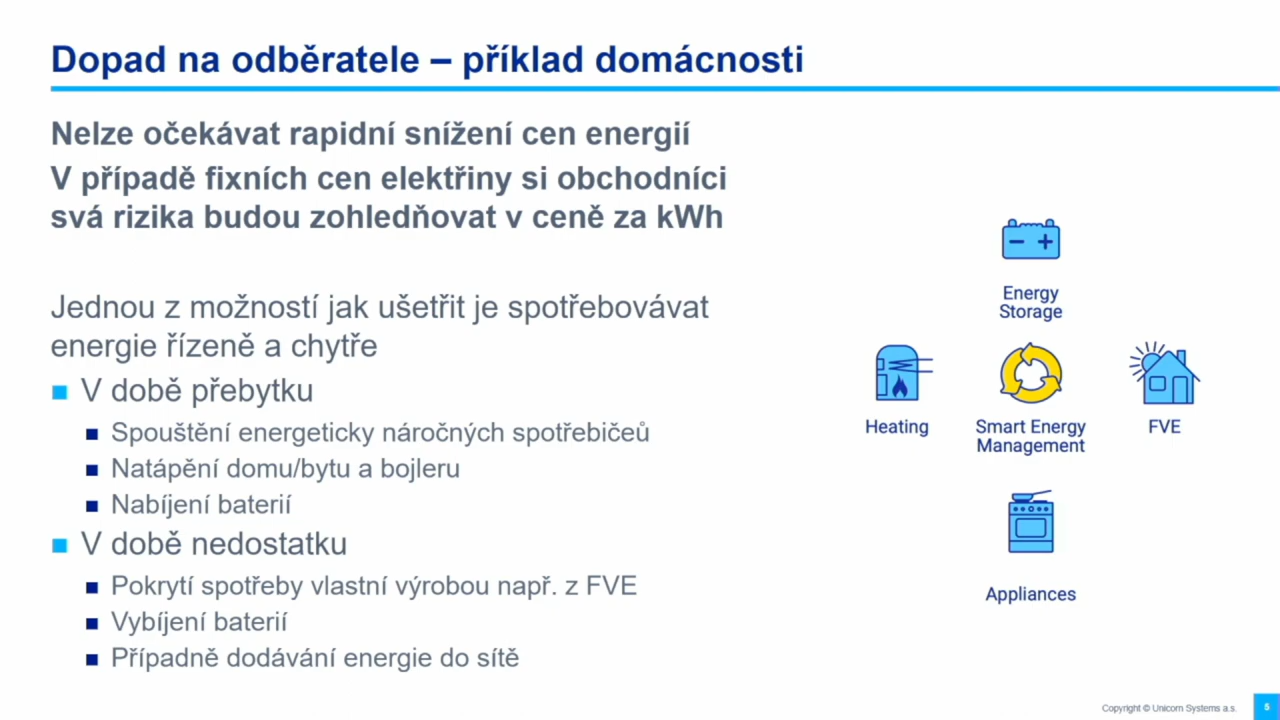 Dopad na odběratele – příklad domácnosti
Nelze očekávat rapidní snížení cen energií
V případě fixních cen elektřiny si obchodníci
svá rizika budou zohledňovat v ceně za kWh
Jednou z možností jak ušetřit je spotřebovávat
energie řízeně a chytře
V době přebytku
Spouštění energeticky náročných spotřebičeů
Natápění domu/bytu a bojleru
Nabíjení baterií
V době nedostatku
Pokrytí spotřeby vlastní výrobou např. z FVE
Vybíjení baterií
Případně dodávání energie do sítě
Energy
Storage
Heating
Smart Energy
Management
FVE
Appliances
Copyright © Unicorn Systems a.s.
5